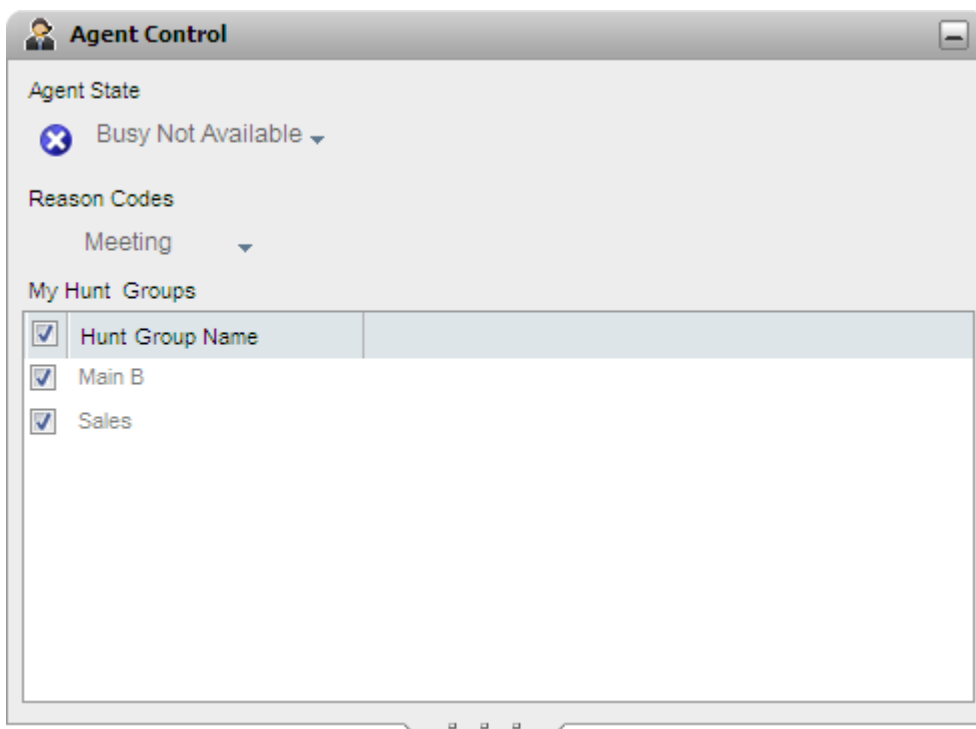 Agent Control
Agent State
Busy Not Available
Reason Codes
Meeting
My Hunt Groups
Hunt Group Name
Main B
Sales